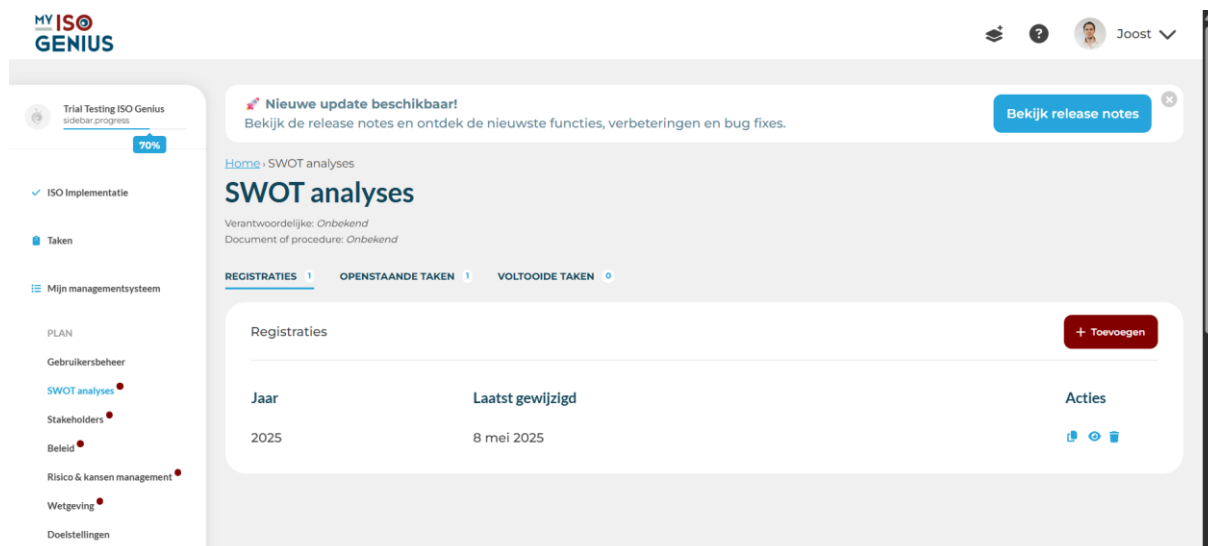 MY ISO
GENIUS
Joost
Trial Testing ISO Genius
sidebar.progress
70%
ISO Implementatie
Taken
Mijn managementsysteem
PLAN
Gebruikersbeheer
SWOT analyses
Stakeholders
Beleid
Risico & kansen management
Wetgeving
Doelstellingen
Nieuwe update beschikbaar!
Bekijk de release notes en ontdek de nieuwste functies, verbeteringen en bug fixes.
Bekijk release notes
Home › SWOT analyses
SWOT analyses
Verantwoordelijke: Onbekend
Document of procedure: Onbekend
REGISTRATIES 1 OPENSTAANDE TAKEN 1 VOLTOOIDE TAKEN 0
Registraties
+ Toevoegen
Jaar Laatst gewijzigd Acties
2025 8 mei 2025